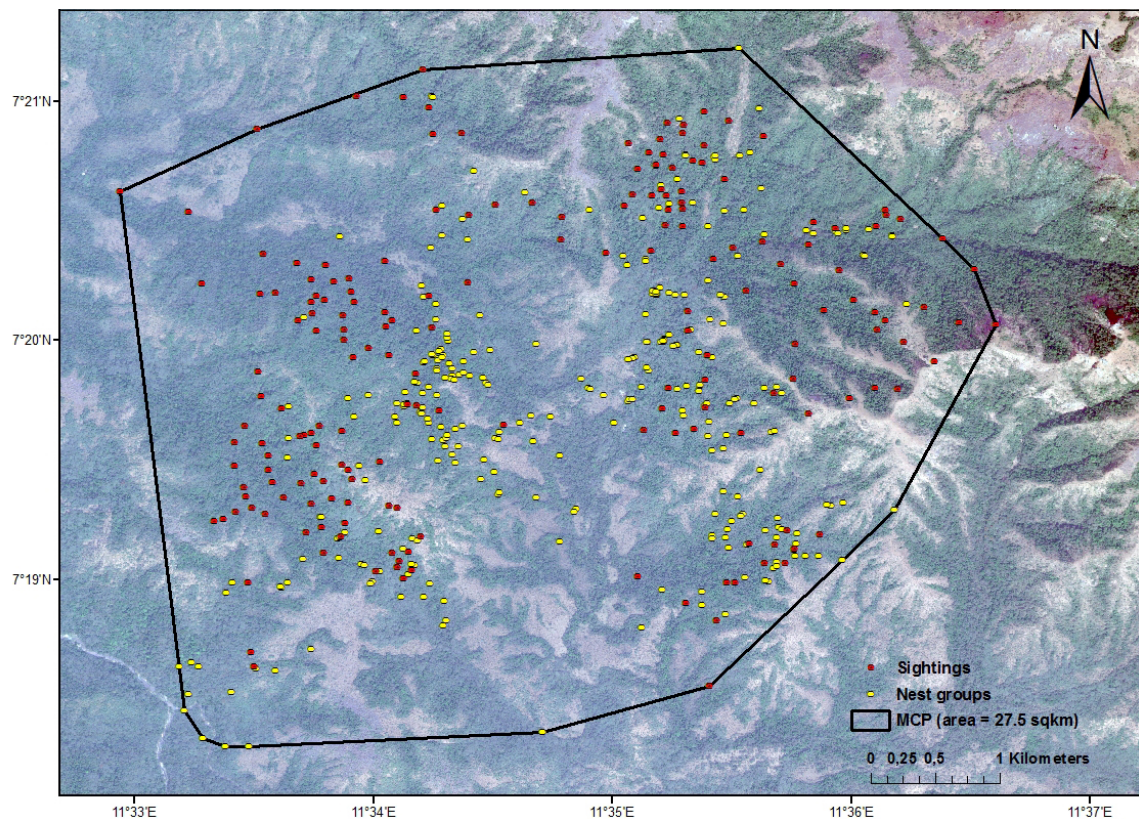 N
7°21'N
7°20'N
7°19'N
Sightings
Nest groups
MCP (area = 27.5 sqkm)
0 0,25 0,5 1 Kilometers
11°33'E 11°34'E 11°35'E 11°36'E 11°37'E